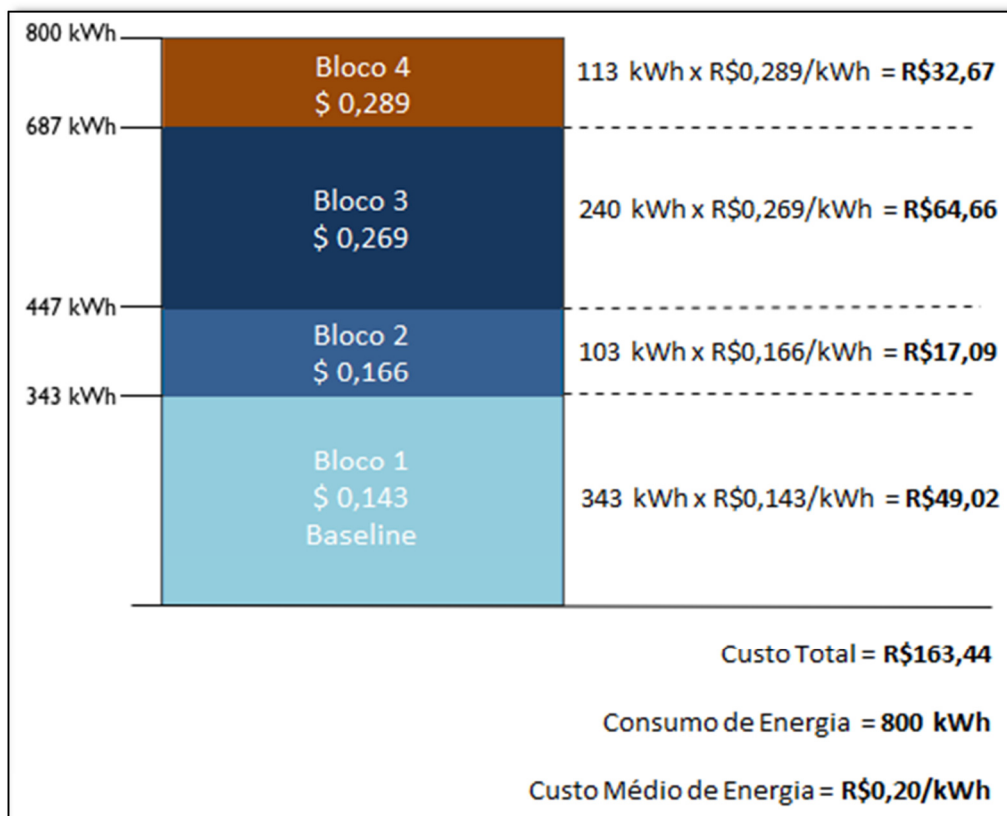 800 kWh
Bloco 4
$ 0,289
113 kWh x R$0,289/kWh = R$32,67
687 kWh
Bloco 3
$ 0,269
240 kWh x R$0,269/kWh = R$64,66
447 kWh
Bloco 2
$ 0,166
103 kWh x R$0,166/kWh = R$17,09
343 kWh
Bloco 1
$ 0,143
Baseline
343 kWh x R$0,143/kWh = R$49,02
Custo Total = R$163,44
Consumo de Energia = 800 kWh
Custo Médio de Energia = R$0,20/kWh